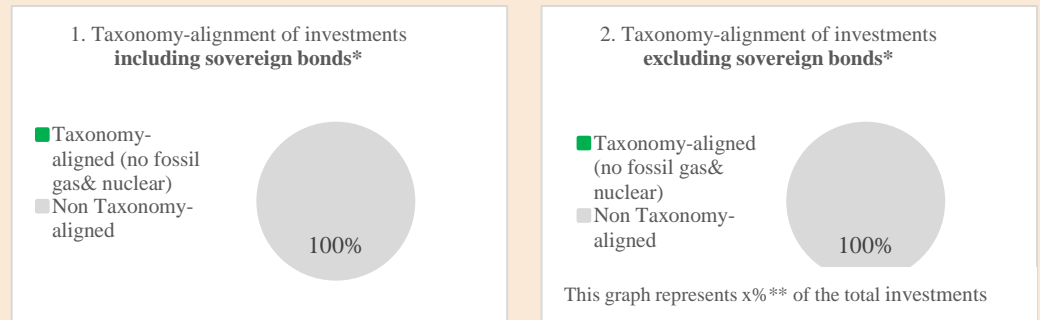 1. Taxonomy-alignment of investments
including sovereign bonds*
Taxonomy-
aligned (no fossil
gas& nuclear)
Non Taxonomy-
aligned
100%
2. Taxonomy-alignment of investments
excluding sovereign bonds*
Taxonomy-aligned
(no fossil gas&
nuclear)
Non Taxonomy-
aligned
100%
This graph represents x%** of the total investments